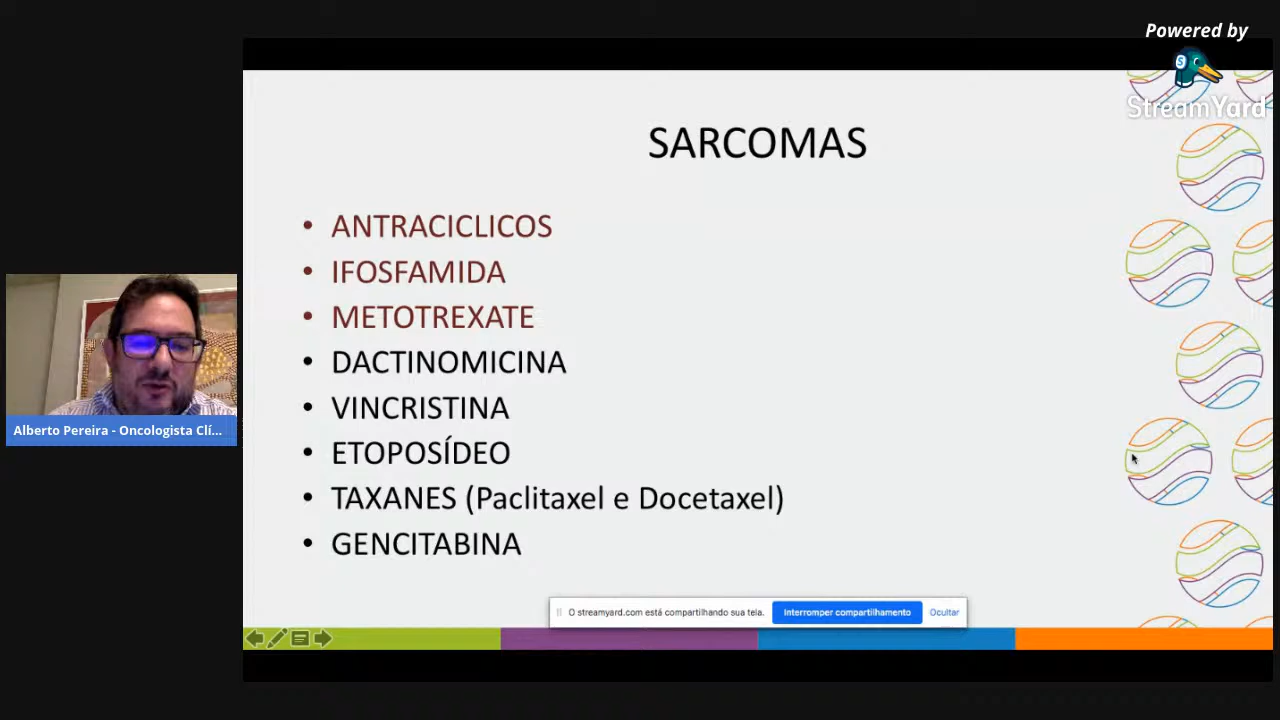 Powered by
StreamYard
SARCOMAS
• ANTRACICLICOS
• IFOSFAMIDA
• METOTREXATE
• DACTINOMICINA
• VINCRISTINA
• ETOPOSÍDEO
• TAXANES (Paclitaxel e Docetaxel)
• GENCITABINA
Alberto Pereira - Oncologista Clí...
O streamyard.com está compartilhando sua tela. Interromper compartilhamento Ocultar